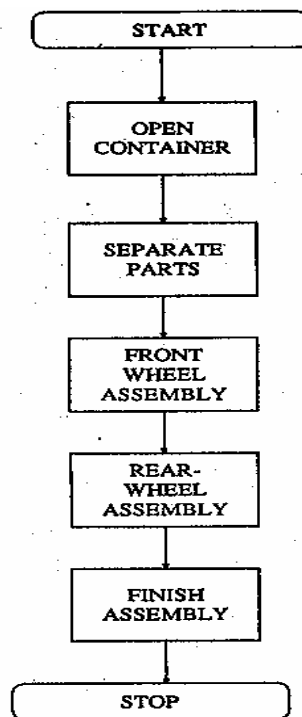 START
OPEN
CONTAINER
SEPARATE
PARTS
FRONT
WHEEL
ASSEMBLY
REAR-
WHEEL
ASSEMBLY
FINISH
ASSEMBLY
STOP